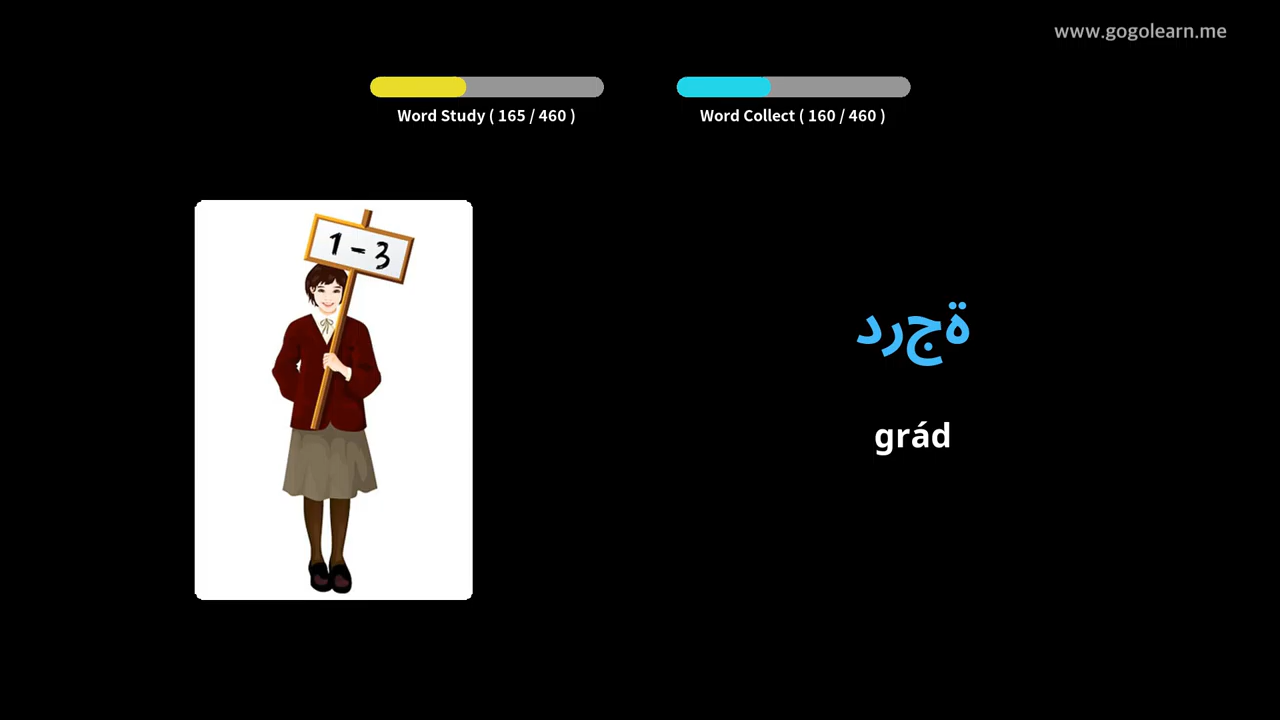 www.gogolearn.me
Word Study ( 165 / 460 )
Word Collect ( 160 / 460 )
1 - 3
ةجرد
grád